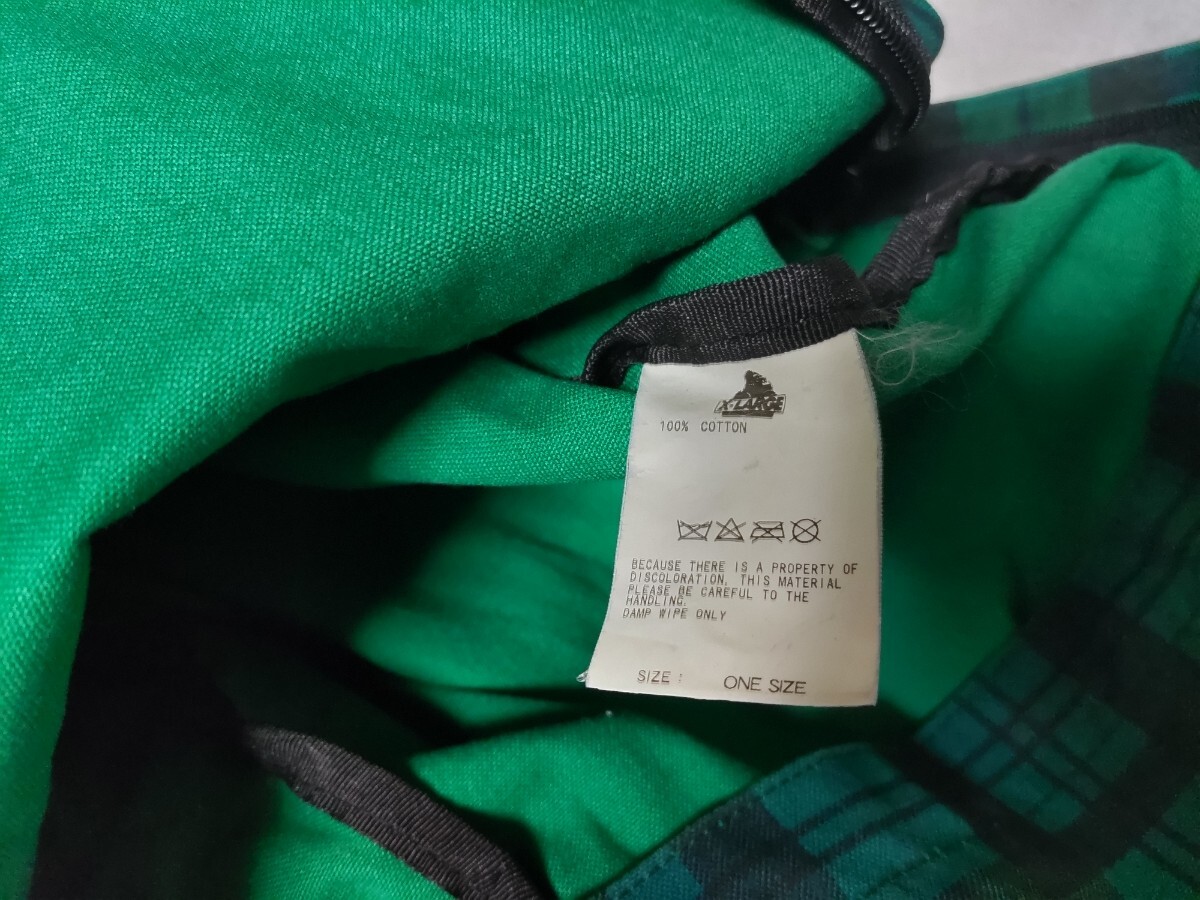 X-LARGE
100% COTTON
BECAUSE THERE IS A PROPERTY OF
DISCOLORATION, THIS MATERIAL
PLEASE BE CAREFUL TO THE
HANDLING.
DAMP WIPE ONLY
SIZE : ONE SIZE